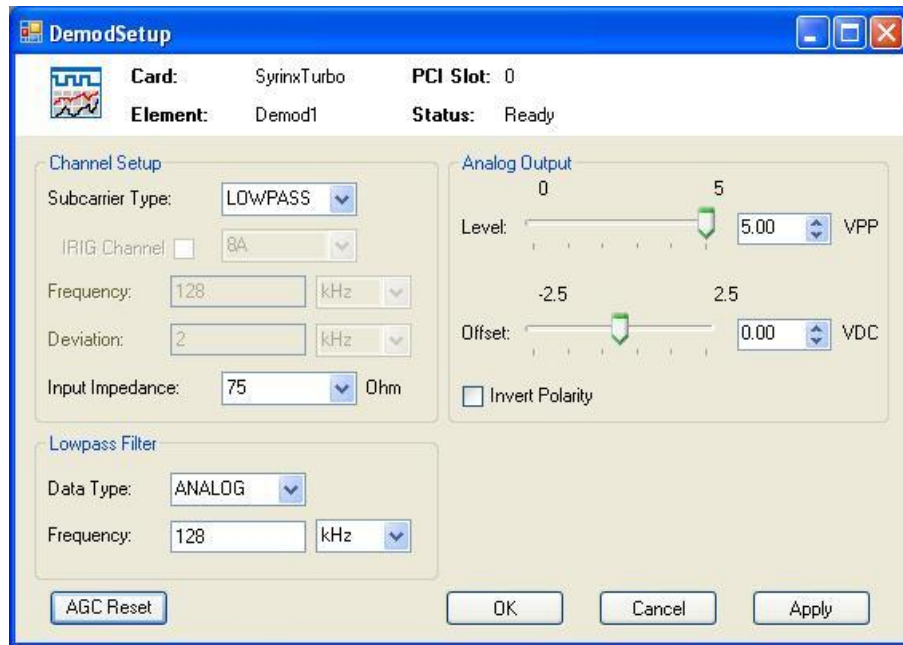 DemodSetup
Card: SyrinxTurbo PCI Slot: 0
Element: Demod1 Status: Ready
Channel Setup
Subcarrier Type: LOWPASS
IRIG Channel 8A
Frequency: 128 kHz
Deviation: 2 kHz
Input Impedance: 75 Ohm
Analog Output
0 5
Level: 5.00 VPP
-2.5 2.5
Offset: 0.00 VDC
Invert Polarity
Lowpass Filter
Data Type: ANALOG
Frequency: 128 kHz
AGC Reset OK Cancel Apply